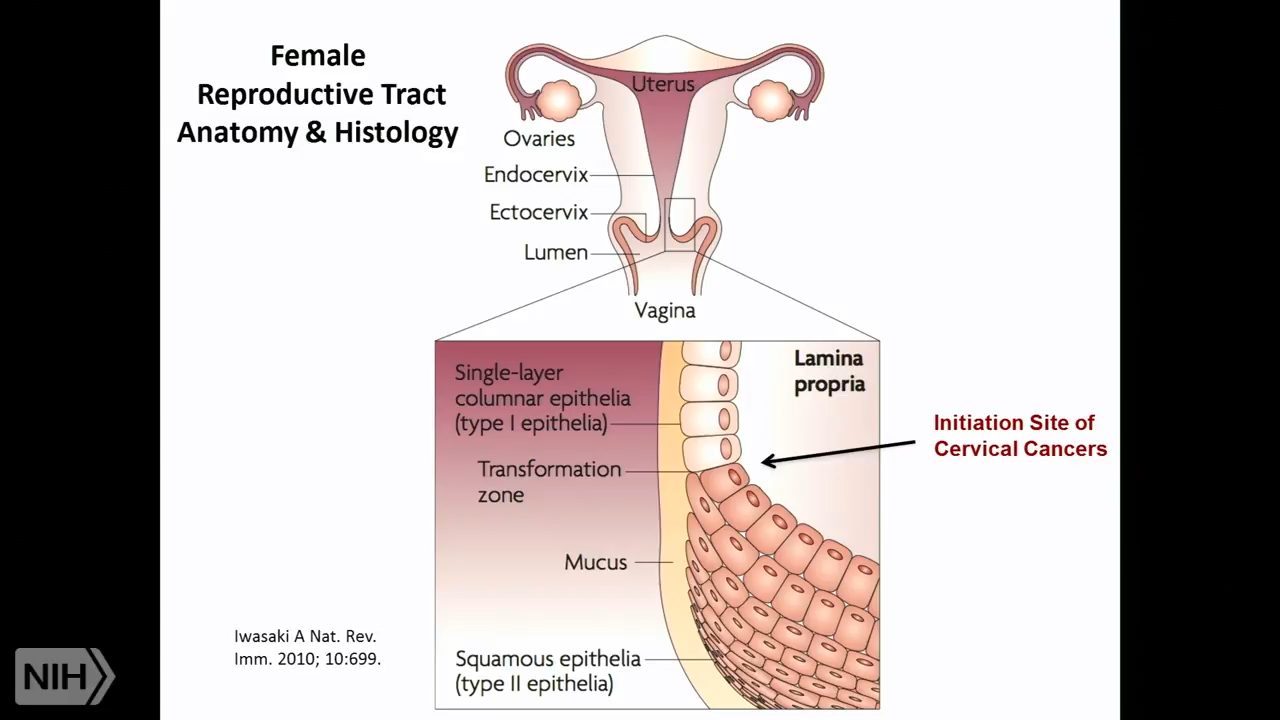 Female
Reproductive Tract
Anatomy & Histology
Uterus
Ovaries
Endocervix
Ectocervix
Lumen
Vagina
Single-layer
columnar epithelia
(type I epithelia)
Lamina
propria
Initiation Site of
Cervical Cancers
Transformation
zone
Mucus
Squamous epithelia
(type II epithelia)
Iwasaki A Nat. Rev.
Imm. 2010; 10:699.
NIH